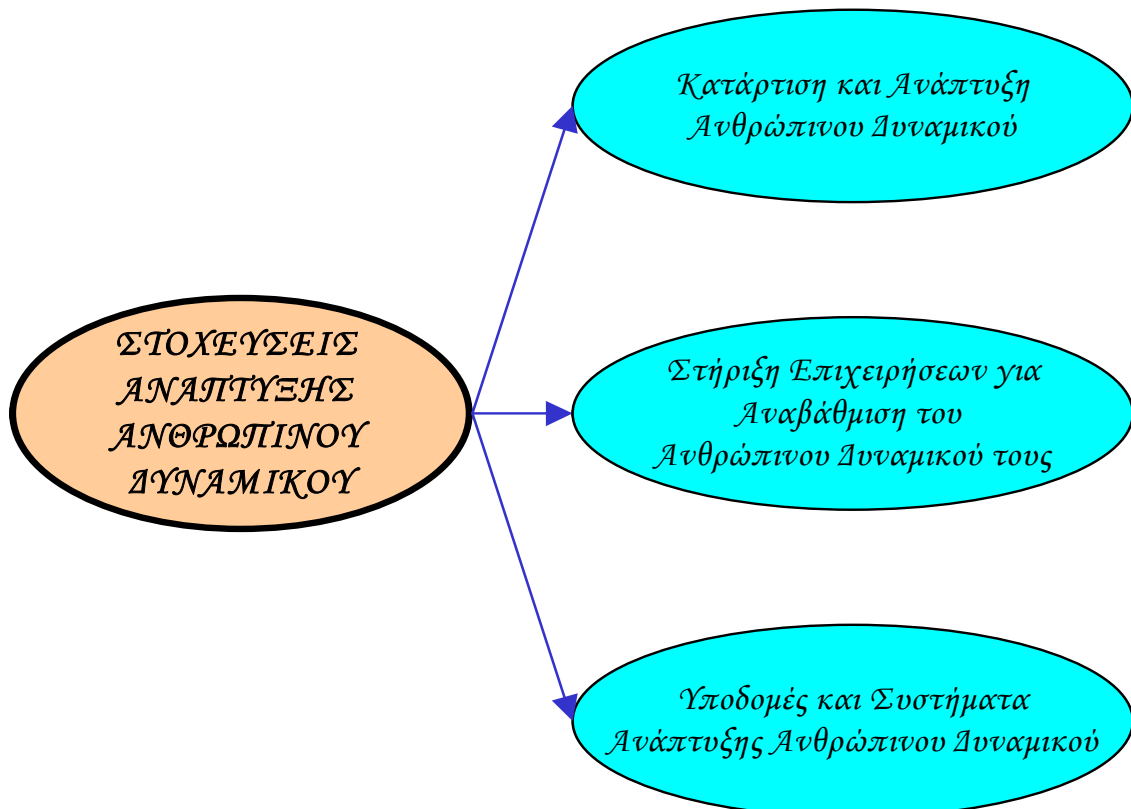 ΣΤΟΧΕΥΣΕΙΣ
ΑΝΑΠΤΥΞΗΣ
ΑΝΘΡΩΠΙΝΟΥ
ΔΥΝΑΜΙΚΟΥ
Κατάρτιση και Ανάπτυξη
Ανθρώπινου Δυναμικού
Στήριξη Επιχειρήσεων για
Αναβάθμιση του
Ανθρώπινου Δυναμικού τους
Υποδομές και Συστήματα
Ανάπτυξης Ανθρώπινου Δυναμικού